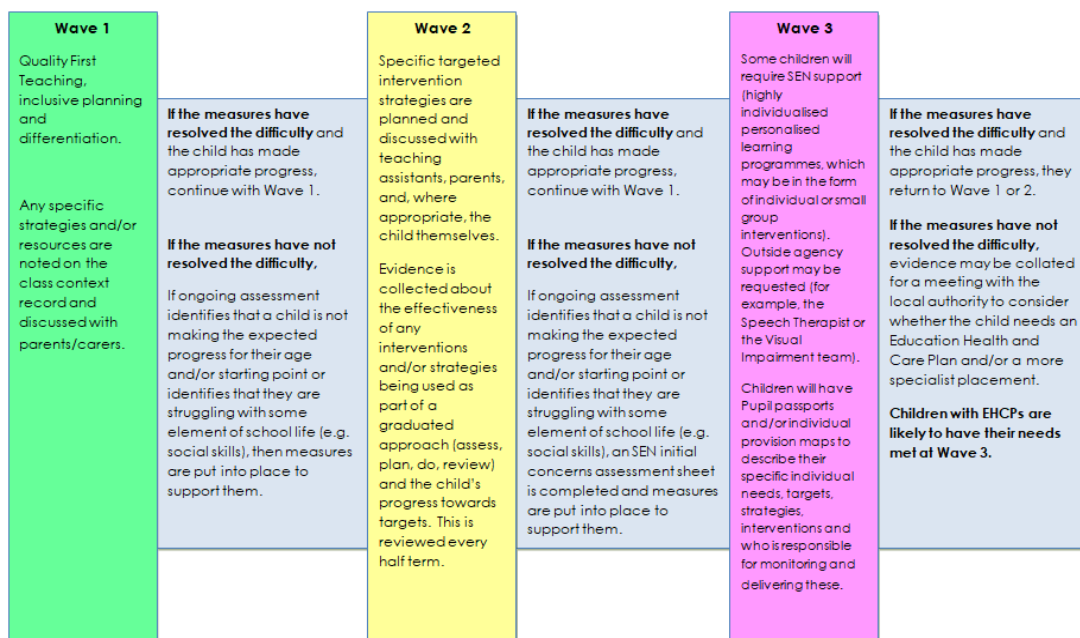 Wave 1
Quality First
Teaching,
inclusive planning
and
differentiation.
Any specific
strategies and/or
resources are
noted on the
class context
record and
discussed with
parents/carers.
If the measures have
resolved the difficulty and
the child has made
appropriate progress,
continue with Wave 1.
If the measures have not
resolved the difficulty,
If ongoing assessment
identifies that a child is not
making the expected
progress for their age
and/or starting point or
identifies that they are
struggling with some
element of school life (e.g.
social skills), then measures
are put into place to
support them.
Wave 2
Specific targeted
intervention
strategies are
planned and
discussed with
teaching
assistants, parents,
and, where
appropriate, the
child themselves.
Evidence is
collected about
the effectiveness
of any
interventions
and/or strategies
being used as
part of a
graduated
approach (assess,
plan, do, review)
and the child's
progress towards
targets. This is
reviewed every
half term.
If the measures have
resolved the difficulty and
the child has made
appropriate progress,
continue with Wave 1.
If the measures have not
resolved the difficulty,
If ongoing assessment
identifies that a child is not
making the expected
progress for their age
and/or starting point or
identifies that they are
struggling with some
element of school life (e.g.
social skills), an SEN initial
concerns assessment sheet
is completed and measures
are put into place to
support them.
Wave 3
Some children will
require SEN support
(highly
individualised
personalised
learning
programmes, which
may be in the form
of individual or small
group
interventions).
Outside agency
support may be
requested (for
example, the
Speech Therapist or
the Visual
Impairment team).
Children will have
Pupil passports
and/or individual
provision maps to
describe their
specific individual
needs, targets,
strategies,
interventions and
who is responsible
for monitoring and
delivering these.
If the measures have
resolved the difficulty and
the child has made
appropriate progress, they
return to Wave 1 or 2.
If the measures have not
resolved the difficulty,
evidence may be collated
for a meeting with the
local authority to consider
whether the child needs an
Education Health and
Care Plan and/or a more
specialist placement.
Children with EHCPs are
likely to have their needs
met at Wave 3.